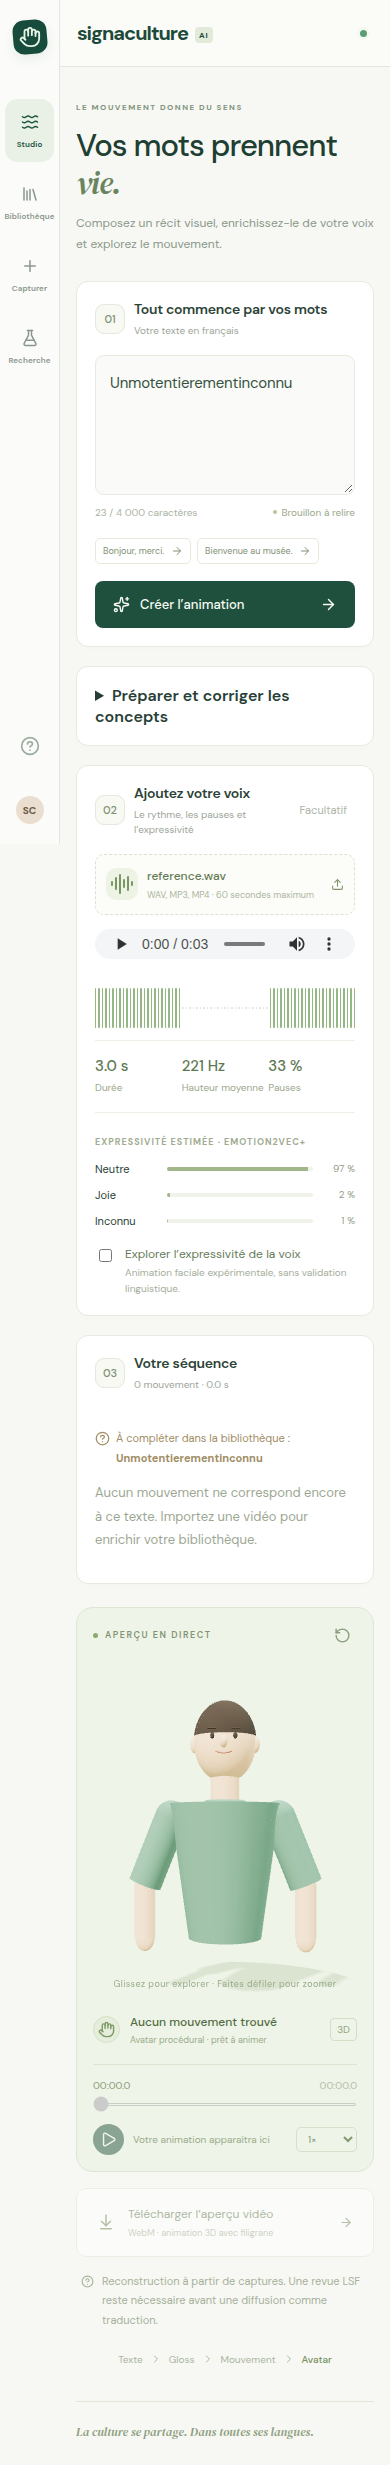 signaculture AI
Studio
Bibliothèque
Capturer
Recherche
SC
LE MOUVEMENT DONNE DU SENS
Vos mots prennent
vie.
Composez un récit visuel, enrichissez-le de votre voix
et explorez le mouvement.
01
Tout commence par vos mots
Votre texte en français
Unmotentierementinconnu
23 / 4 000 caractères
Brouillon à relire
Bonjour, merci. →
Bienvenue au musée. →
Créer l'animation →
▶ Préparer et corriger les
concepts
02
Ajoutez votre voix
Le rythme, les pauses et
l'expressivité
Facultatif
reference.wav
WAV, MP3, MP4 · 60 secondes maximum
0:00 / 0:03
3.0 s
Durée
221 Hz
Hauteur moyenne
33 %
Pauses
EXPRESSIVITÉ ESTIMÉE · EMOTION2VEC+
Neutre 97 %
Joie 2 %
Inconnu 1 %
Explorer l'expressivité de la voix
Animation faciale expérimentale, sans validation
linguistique.
03
Votre séquence
0 mouvement · 0.0 s
À compléter dans la bibliothèque :
Unmotentierementinconnu
Aucun mouvement ne correspond encore
à ce texte. Importez une vidéo pour
enrichir votre bibliothèque.
APERÇU EN DIRECT
Glissez pour explorer · Faites défiler pour zoomer
Aucun mouvement trouvé
Avatar procédural · prêt à animer
3D
00:00.0
00:00.0
Votre animation apparaîtra ici
1×
Télécharger l'aperçu vidéo
WebM · animation 3D avec filigrane
Reconstruction à partir de captures. Une revue LSF
reste nécessaire avant une diffusion comme
traduction.
Texte > Gloss > Mouvement > Avatar
La culture se partage. Dans toutes ses langues.